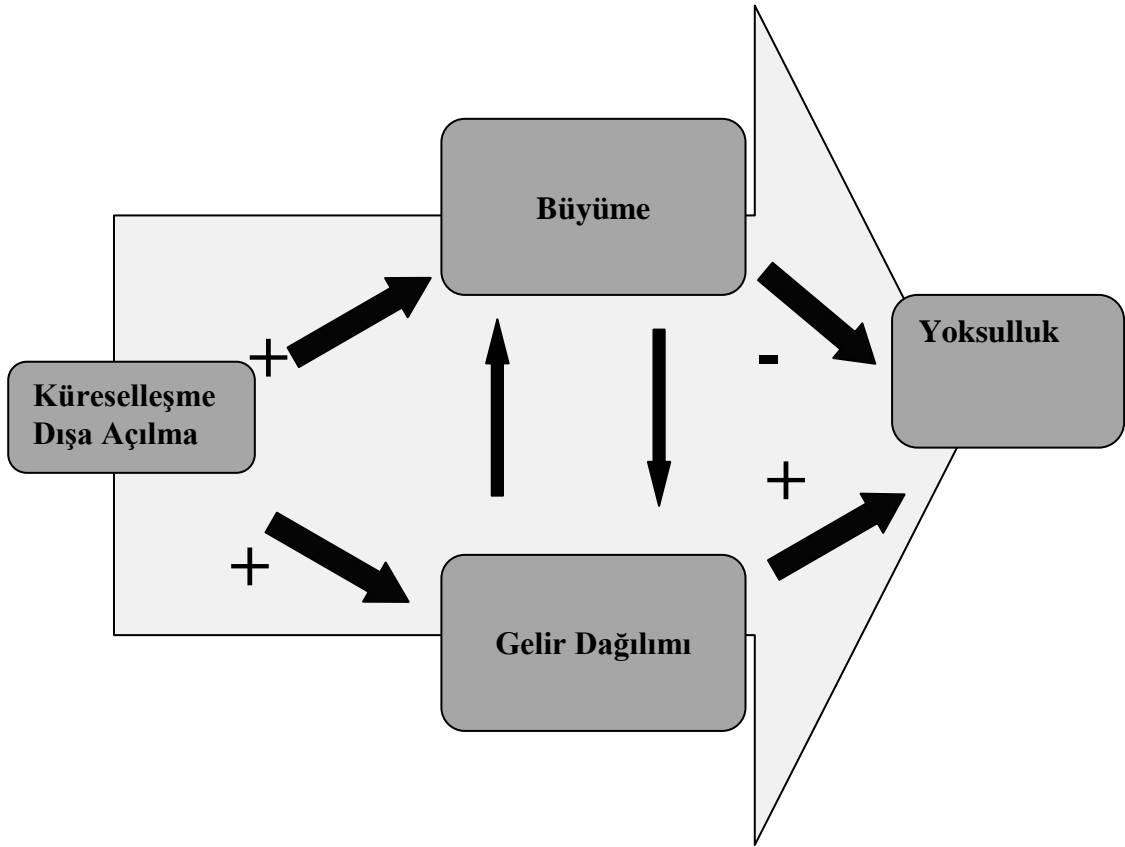 Büyüme
Yoksulluk
+
-
Küreselleşme
Dışa Açılma
+
+
Gelir Dağılımı